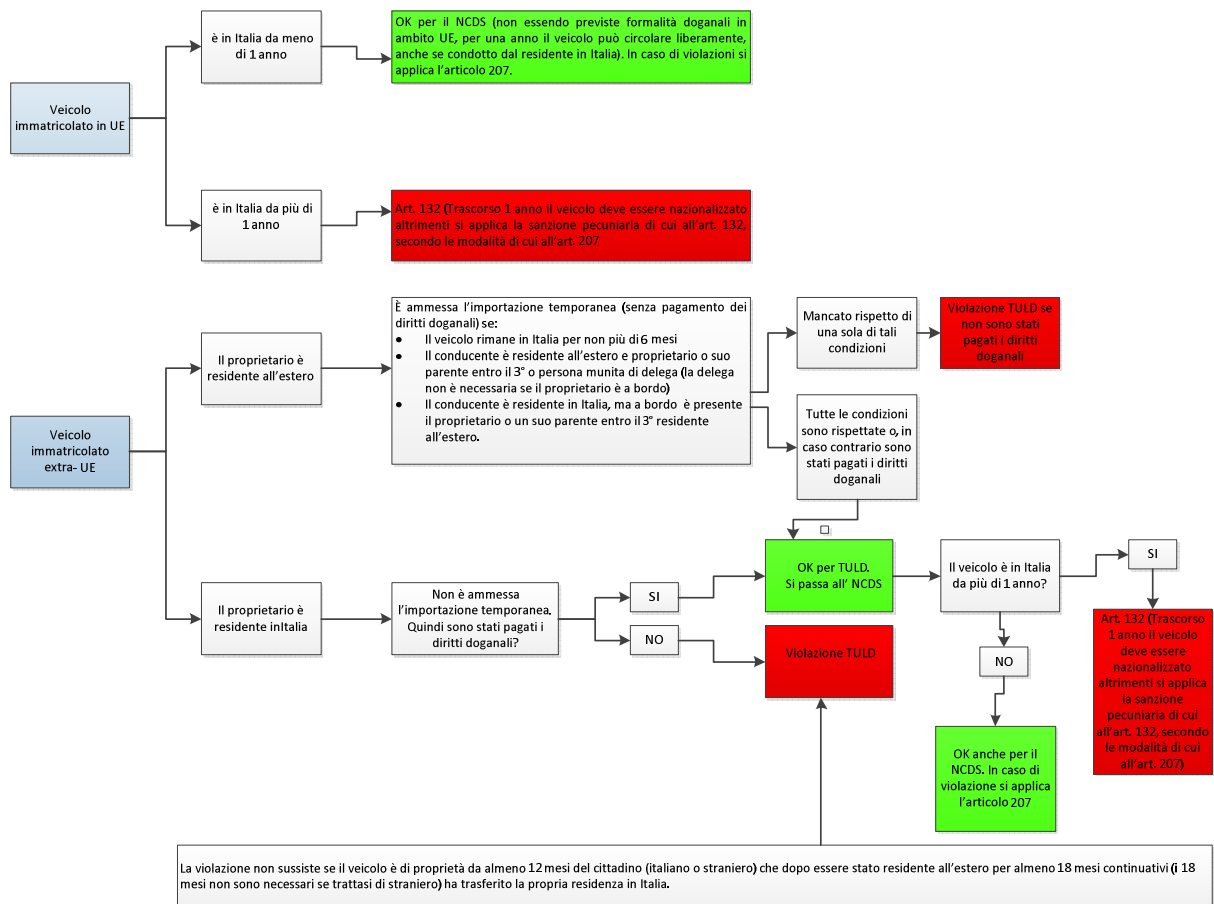 Veicolo
immatricolato in UE
è in Italia da meno
di 1 anno
OK per il NCDS (non essendo previste formalità doganali in
ambito UE, per una anno il veicolo può circolare liberamente,
anche se condotto dal residente in Italia). In caso di violazioni si
applica l'articolo 207.
è in Italia da più di
1 anno
Art. 132 (Trascorso 1 anno il veicolo deve essere nazionalizzato
altrimenti si applica la sanzione pecuniaria di cui all'art. 132,
secondo le modalità di cui all'art. 207
Veicolo
immatricolato
extra- UE
Il proprietario è
residente all'estero
È ammessa l'importazione temporanea (senza pagamento dei
diritti doganali) se:
● Il veicolo rimane in Italia per non più di 6 mesi
● Il conducente è residente all'estero e proprietario o suo
parente entro il 3° o persona munita di delega (la delega
non è necessaria se il proprietario è a bordo)
● Il conducente è residente in Italia, ma a bordo è presente
il proprietario o un suo parente entro il 3° residente
all'estero.
Mancato rispetto di
una sola di tali
condizioni
Violazione TULD se
non sono stati
pagati i diritti
doganali
Tutte le condizioni
sono rispettate o, in
caso contrario sono
stati pagati i diritti
doganali
Il proprietario è
residente inItalia
Non è ammessa
l'importazione temporanea.
Quindi sono stati pagati i
diritti doganali?
SI
NO
OK per TULD.
Si passa all' NCDS
Violazione TULD
Il veicolo è in Italia
da più di 1 anno?
SI
NO
Art. 132 (Trascorso
1 anno il veicolo
deve essere
nazionalizzato
altrimenti si applica
la sanzione
pecuniaria di cui
all'art. 132, secondo
le modalità di cui
all'art. 207)
OK anche per il
NCDS. In caso di
violazione si applica
l'articolo 207
La violazione non sussiste se il veicolo è di proprietà da almeno 12 mesi del cittadino (italiano o straniero) che dopo essere stato residente all'estero per almeno 18 mesi continuativi (i 18
mesi non sono necessari se trattasi di straniero) ha trasferito la propria residenza in Italia.